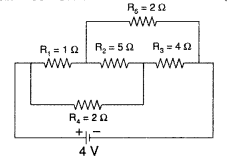 R₅ = 2 Ω
R₁ = 1 Ω R₂ = 5 Ω R₃ = 4 Ω
R₄ = 2 Ω
+ −
4 V